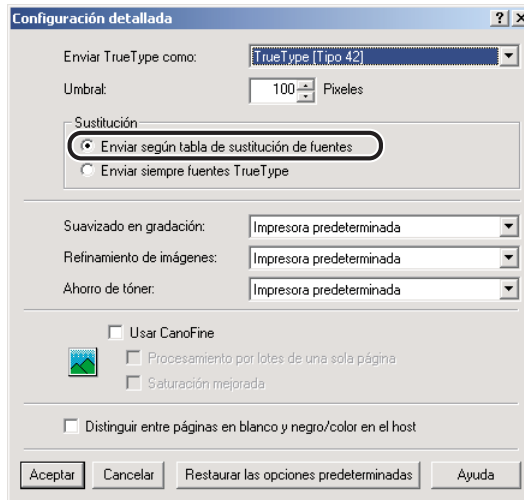 Configuración detallada
Enviar TrueType como: TrueType [Tipo 42]
Umbral: 100 Pixeles
Sustitución
Enviar según tabla de sustitución de fuentes
Enviar siempre fuentes TrueType
Suavizado en gradación: Impresora predeterminada
Refinamiento de imágenes: Impresora predeterminada
Ahorro de tóner: Impresora predeterminada
Usar CanoFine
Procesamiento por lotes de una sola página
Saturación mejorada
Distinguir entre páginas en blanco y negro/color en el host
Aceptar Cancelar Restaurar las opciones predeterminadas Ayuda